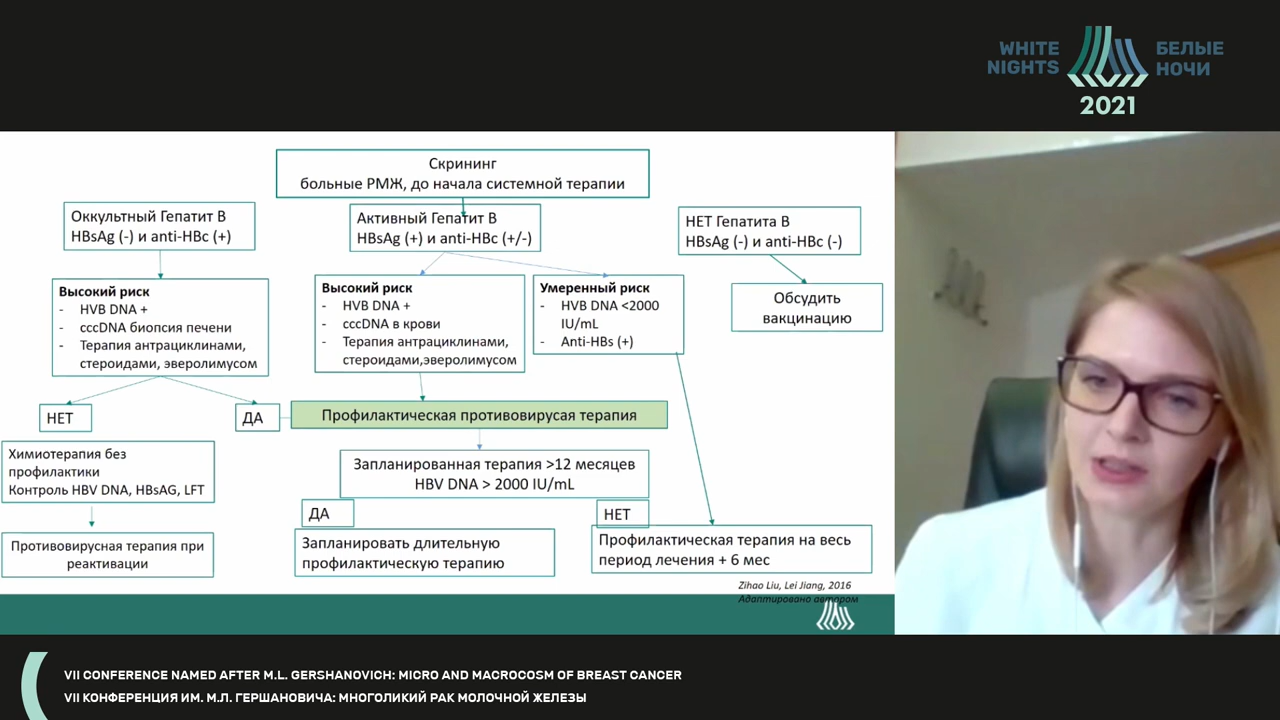 WHITE
NIGHTS
БЕЛЫЕ
НОЧИ
2021
Скрининг
больные РМЖ, до начала системной терапии
Оккультный Гепатит В
HBsAg (-) и anti-HBc (+)
Активный Гепатит В
HBsAg (+) и anti-HBc (+/-)
НЕТ Гепатита В
HBsAg (-) и anti-HBc (-)
Высокий риск
- HVB DNA +
- cccDNA биопсия печени
- Терапия антрациклинами,
стероидами, эверолимусом
Высокий риск
- HVB DNA +
- cccDNA в крови
- Терапия антрациклинами,
стероидами,эверолимусом
Умеренный риск
- HVB DNA <2000
IU/mL
- Anti-HBs (+)
Обсудить
вакцинацию
НЕТ
ДА
Профилактическая противовирусая терапия
Химиотерапия без
профилактики
Контроль HBV DNA, HBsAG, LFT
Запланированная терапия >12 месяцев
HBV DNA > 2000 IU/mL
ДА
НЕТ
Противовирусная терапия при
реактивации
Запланировать длительную
профилактическую терапию
Профилактическая терапия на весь
период лечения + 6 мес
Zihao Liu, Lei Jiang, 2016
Адаптировано автором
VII CONFERENCE NAMED AFTER M.L. GERSHANOVICH: MICRO AND MACROCOSM OF BREAST CANCER
VII КОНФЕРЕНЦИЯ ИМ. М.Л. ГЕРШАНОВИЧА: МНОГОЛИКИЙ РАК МОЛОЧНОЙ ЖЕЛЕЗЫ